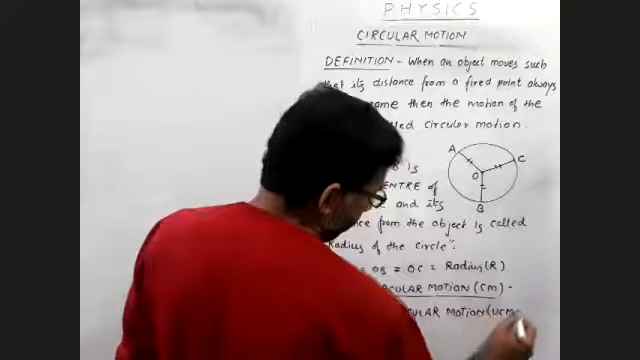 PHYSICS
CIRCULAR MOTION
DEFINITION - When an object moves such
that its distance from a fixed point always
same then the motion of the
called circular motion.
is
A
C
O
B
CENTRE of
and its
from the object is called
Radius of the circle".
= OB = OC = Radius (R)
MOTION (CM) -
MOTION (UCM